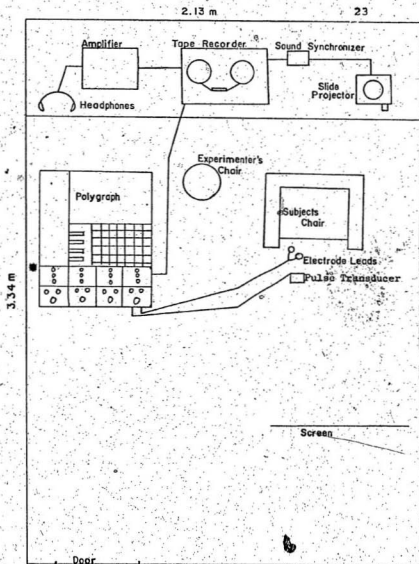 2.13 m 23
Amplifier Tape Recorder Sound Synchronizer
Slide
Projector
Headphones
Experimenter's
Chair
Polygraph
Subjects
Chair
Electrode Leads
Pulse Transducer
3.34 m
Screen
Door